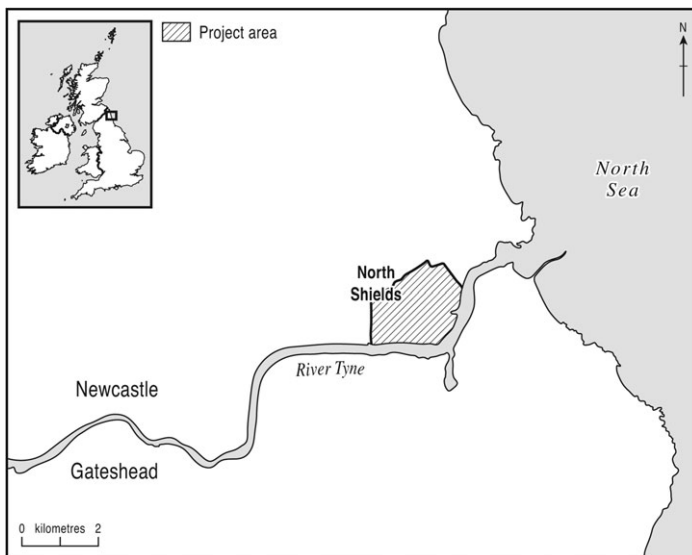 Project area
N
North
Sea
North
Shields
River Tyne
Newcastle
Gateshead
0 kilometres 2